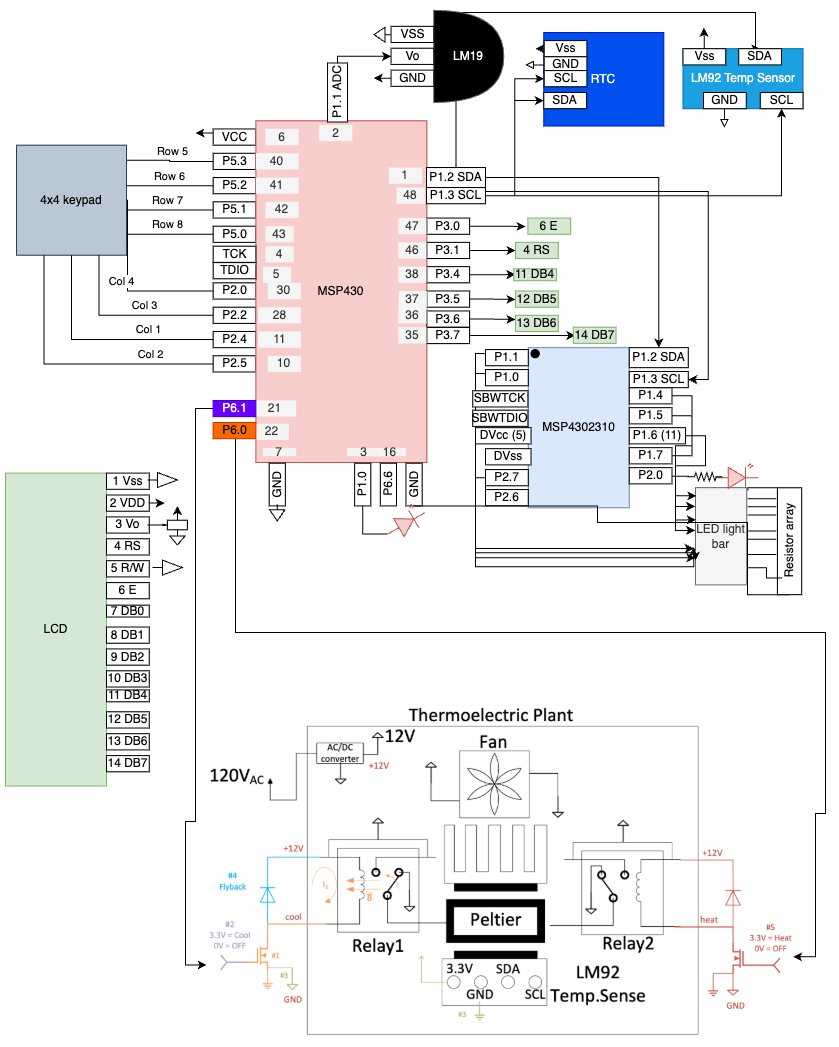 VSS
Vo
GND
LM19
Vss
GND
SCL
SDA
RTC
Vss
SDA
LM92 Temp Sensor
GND
SCL
P1.1 ADC
2
4x4 keypad
Row 5
Row 6
Row 7
Row 8
Col 4
Col 3
Col 1
Col 2
VCC
6
P5.3
40
P5.2
41
P5.1
42
P5.0
43
TCK
4
TDIO
5
P2.0
30
P2.2
28
P2.4
11
P2.5
10
P6.1
21
P6.0
22
MSP430
1
P1.2 SDA
48
P1.3 SCL
47
P3.0
6 E
46
P3.1
4 RS
38
P3.4
11 DB4
37
P3.5
12 DB5
36
P3.6
13 DB6
35
P3.7
14 DB7
7
3
16
GND
P1.0
P6.6
GND
P1.1
P1.0
SBWTCK
SBWTDIO
DVcc (5)
DVss
P2.7
P2.6
MSP4302310
P1.2 SDA
P1.3 SCL
P1.4
P1.5
P1.6 (11)
P1.7
P2.0
LED light
bar
Resistor array
LCD
1 Vss
2 VDD
3 Vo
4 RS
5 R/W
6 E
7 DB0
8 DB1
9 DB2
10 DB3
11 DB4
12 DB5
13 DB6
14 DB7
Thermoelectric Plant
AC/DC
converter
12V
+12V
120VAC
Fan
+12V
#4
Flyback
cool
#2
3.3V = Cool
0V = OFF
#1
#3
GND
Relay1
Peltier
Relay2
+12V
heat
#5
3.3V = Heat
0V = OFF
GND
3.3V
SDA
GND
SCL
#3
LM92
Temp.Sense